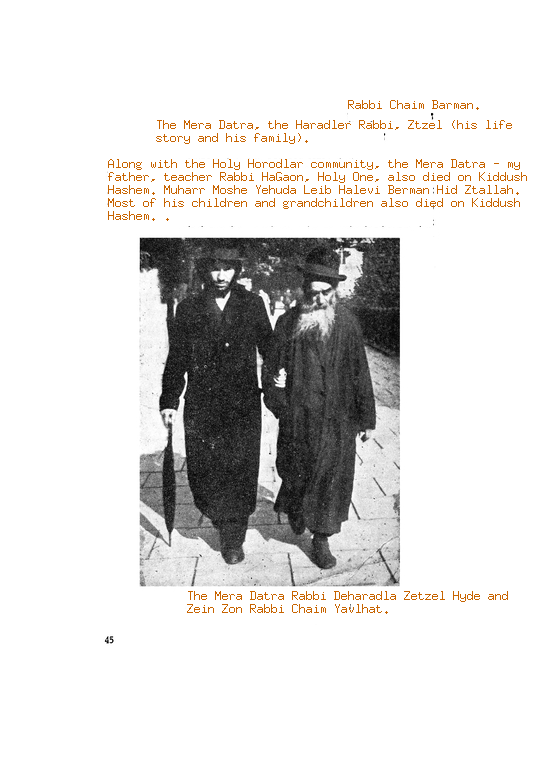 Rabbi Chaim Barman.
The Mera Datra, the Haradler Rabbi, Ztzel (his life
story and his family).
Along with the Holy Horodlar community, the Mera Datra - my
father, teacher Rabbi HaGaon, Holy One, also died on Kiddush
Hashem. Muharr Moshe Yehuda Leib Halevi Berman Hid Ztallah.
Most of his children and grandchildren also died on Kiddush
Hashem. .
The Mera Datra Rabbi Deharadla Zetzel Hyde and
Zein Zon Rabbi Chaim Yavlhat.
45